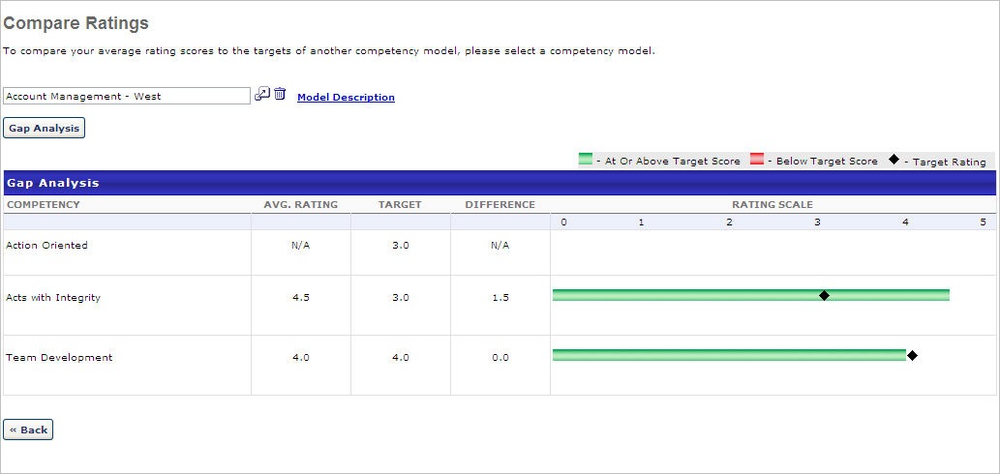 Compare Ratings
To compare your average rating scores to the targets of another competency model, please select a competency model.
Account Management - West Model Description
Gap Analysis
- At Or Above Target Score - Below Target Score - Target Rating
Gap Analysis
COMPETENCY AVG. RATING TARGET DIFFERENCE RATING SCALE
0 1 2 3 4 5
Action Oriented N/A 3.0 N/A
Acts with Integrity 4.5 3.0 1.5
Team Development 4.0 4.0 0.0
« Back